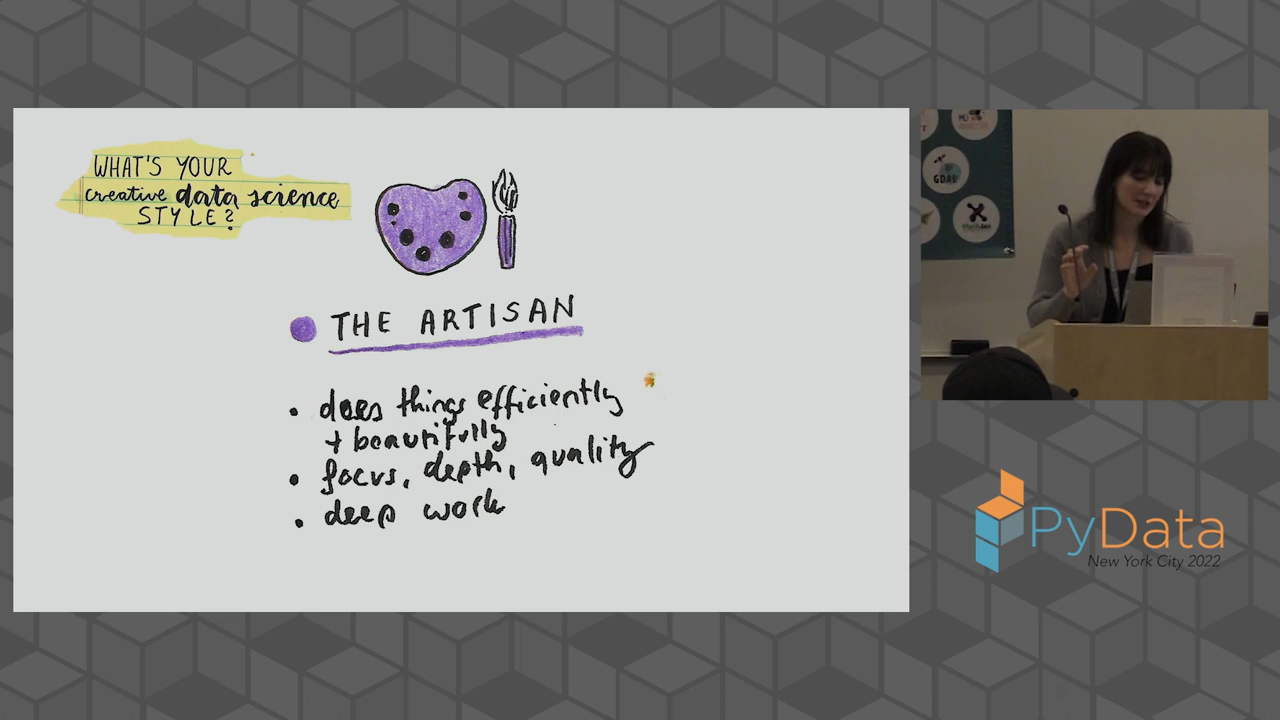 WHAT'S YOUR
creative data science
STYLE?
THE ARTISAN
• does things efficiently
+ beautifully
• focus, depth, quality
• deep work
GDAL
PyData
New York City 2022